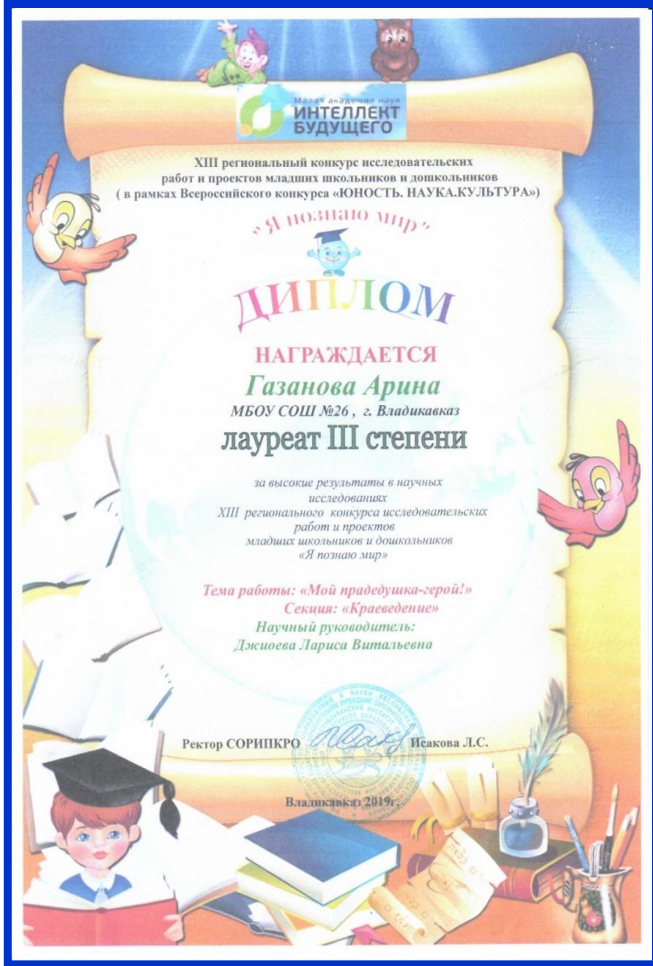 Малая академия наук
ИНТЕЛЛЕКТ
БУДУЩЕГО
XIII региональный конкурс исследовательских
работ и проектов младших школьников и дошкольников
( в рамках Всероссийского конкурса «ЮНОСТЬ. НАУКА.КУЛЬТУРА»)
"Я познаю мир"
ДИПЛОМ
НАГРАЖДАЕТСЯ
Газанова Арина
МБОУ СОШ №26 , г. Владикавказ
лауреат III степени
за высокие результаты в научных
исследованиях
XIII регионального конкурса исследовательских
работ и проектов
младших школьников и дошкольников
«Я познаю мир»
Тема работы: «Мой прадедушка-герой!»
Секция: «Краеведение»
Научный руководитель:
Джиоева Лариса Витальевна
Ректор СОРИПКРО Исакова Л.С.
Владикавказ 2019г.